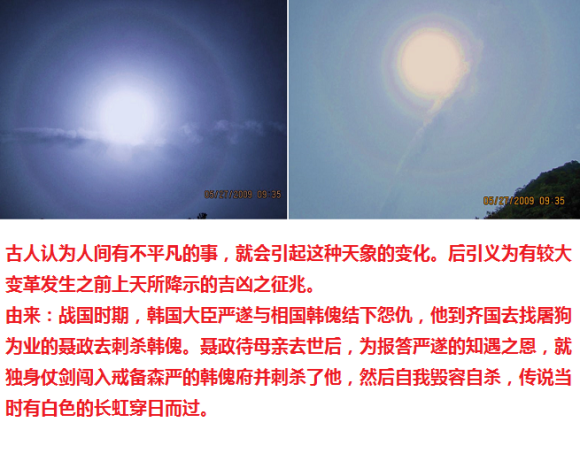 06/27/2009 09 35
06/27/2009 09 35
古人认为人间有不平凡的事，就会引起这种天象的变化。后引义为有较大
变革发生之前上天所降示的吉凶之征兆。
由来：战国时期，韩国大臣严遂与相国韩傀结下怨仇，他到齐国去找屠狗
为业的聂政去刺杀韩傀。聂政待母亲去世后，为报答严遂的知遇之恩，就
独身仗剑闯入戒备森严的韩傀府并刺杀了他，然后自我毁容自杀，传说当
时有白色的长虹穿日而过。